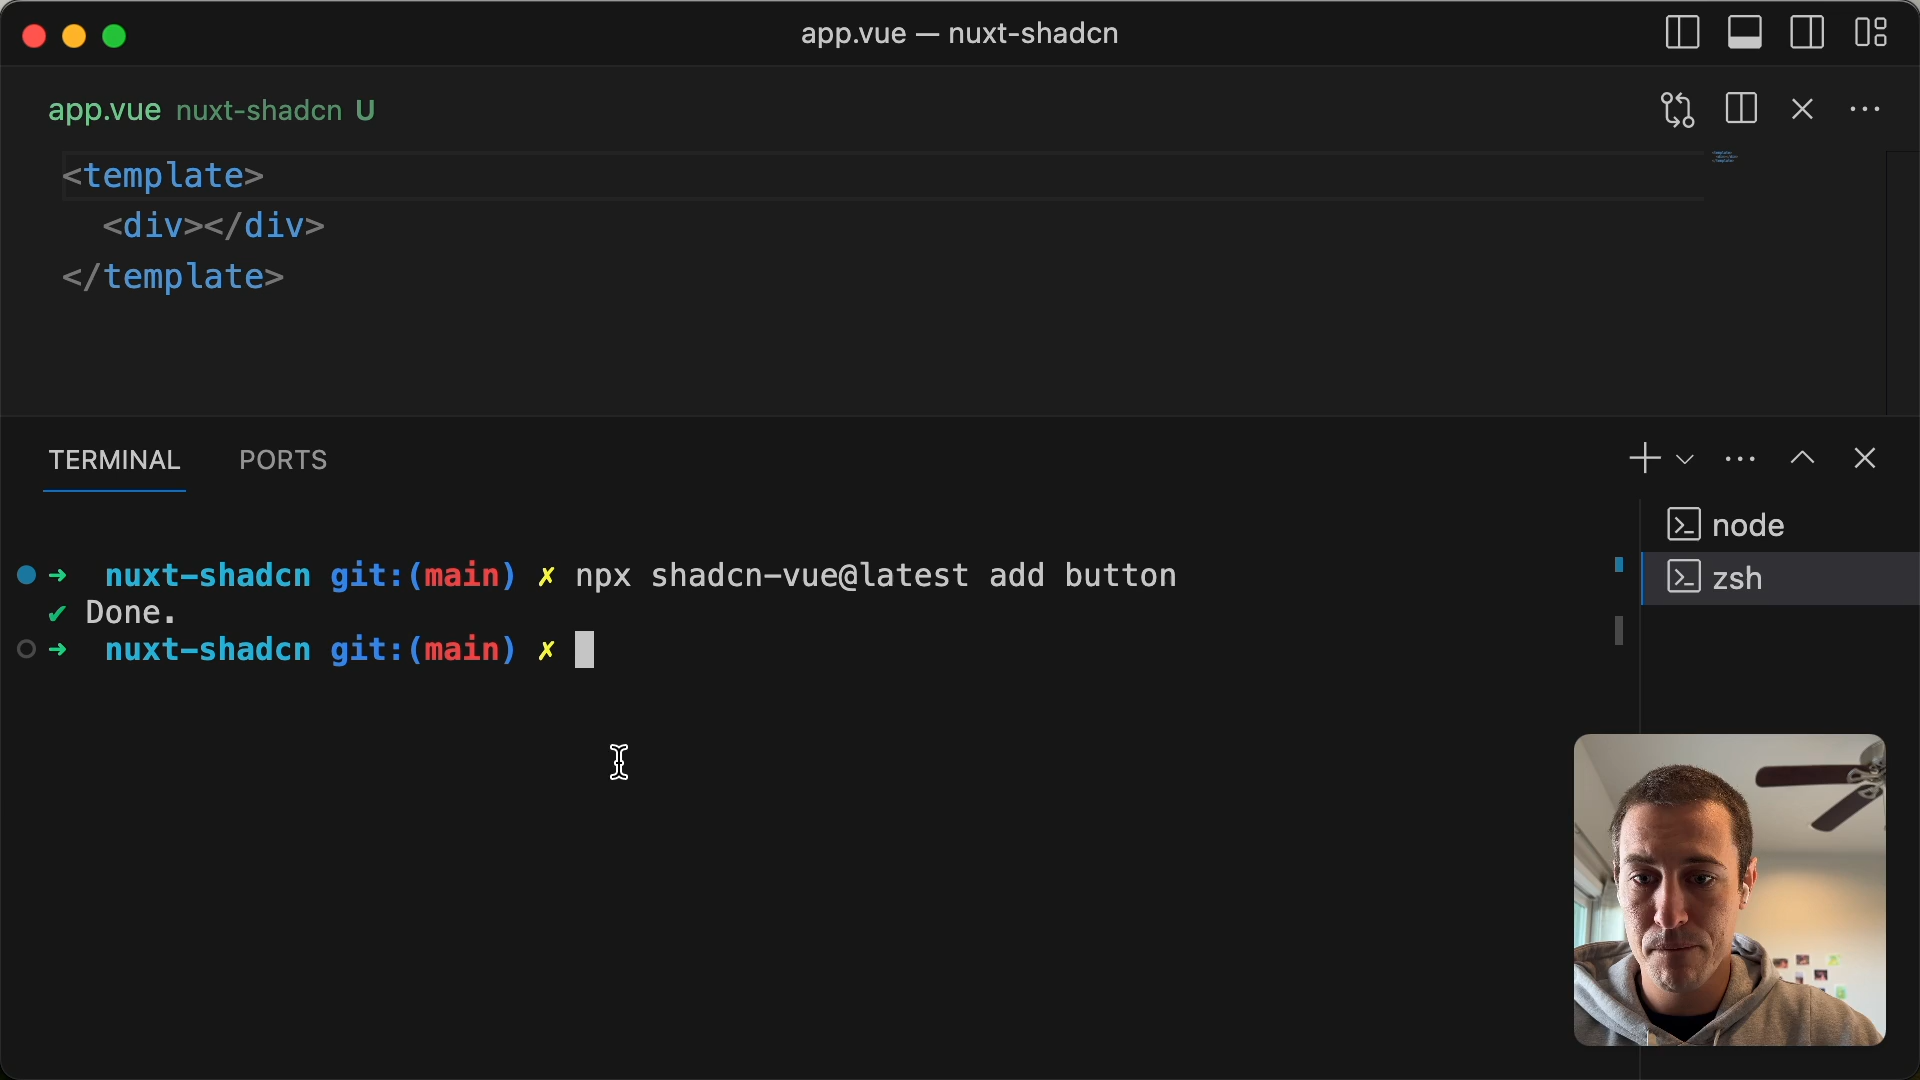 app.vue — nuxt-shadcn
app.vue nuxt-shadcn U
<template>
  <div></div>
</template>
TERMINAL PORTS
node
zsh
➜ nuxt-shadcn git:(main) ✗ npx shadcn-vue@latest add button
✔ Done.
➜ nuxt-shadcn git:(main) ✗